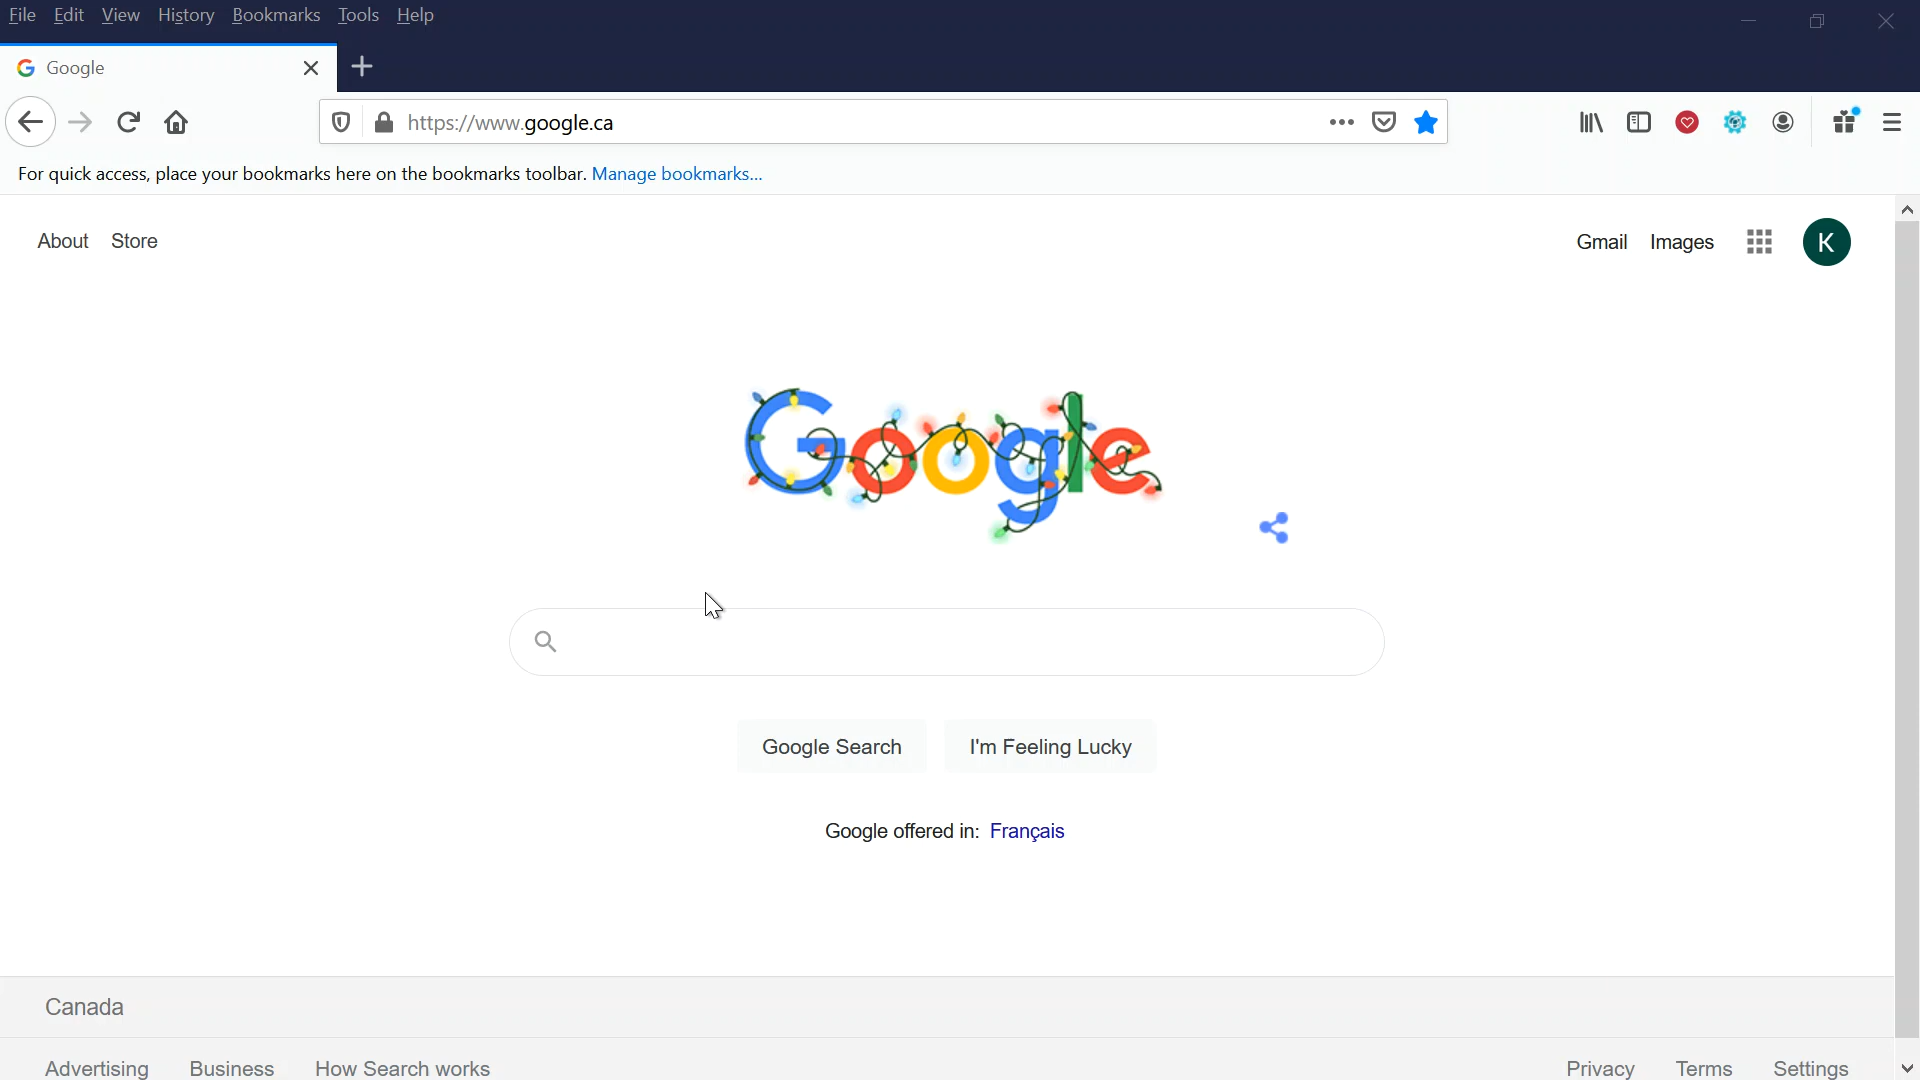 File Edit View History Bookmarks Tools Help
Google
https://www.google.ca
For quick access, place your bookmarks here on the bookmarks toolbar. Manage bookmarks...
About Store Gmail Images K
Google
Google Search I'm Feeling Lucky
Google offered in: Français
Canada
Advertising Business How Search works Privacy Terms Settings